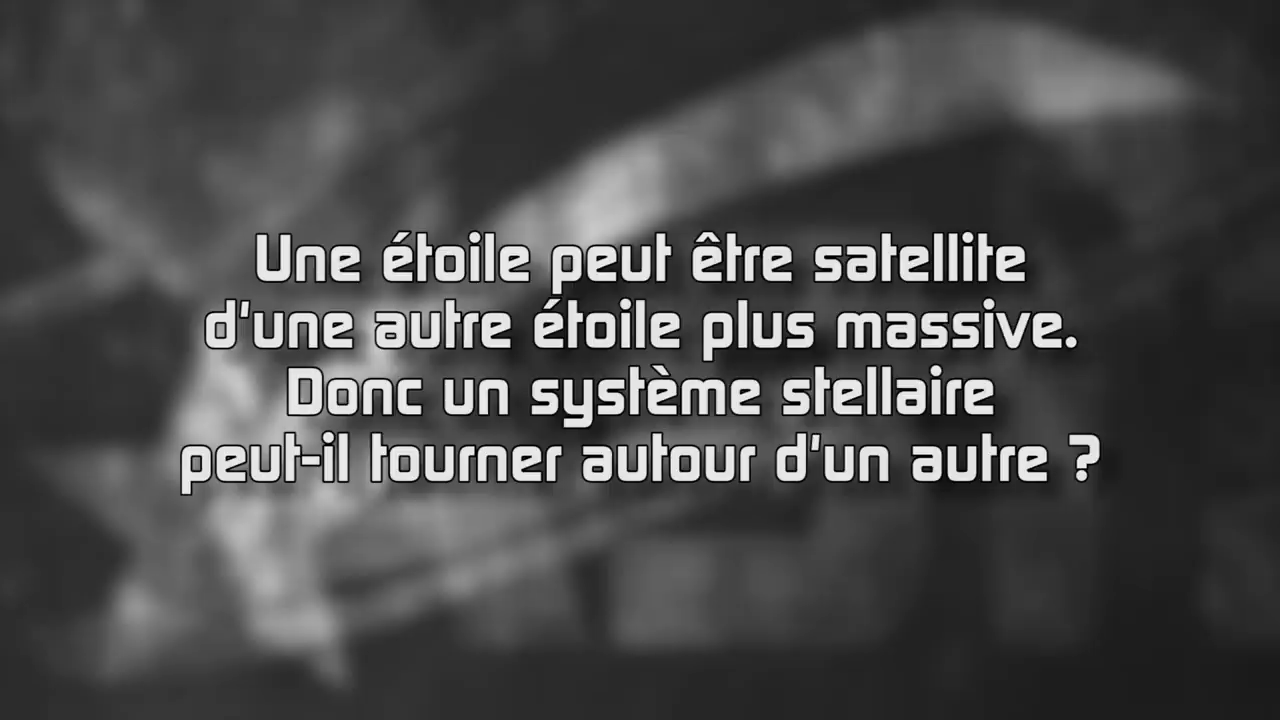 Une étoile peut être satellite
d'une autre étoile plus massive.
Donc un système stellaire
peut-il tourner autour d'un autre ?